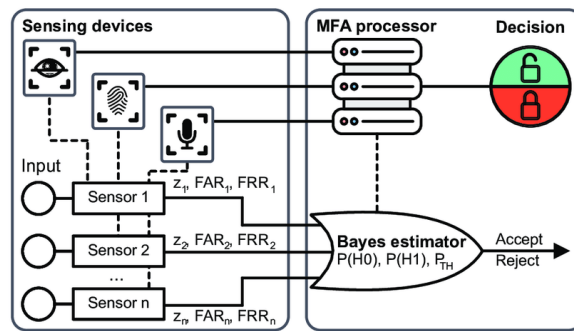 Sensing devices
MFA processor
Decision
Input
Sensor 1
z1, FAR1, FRR1
Sensor 2
z2, FAR2, FRR2
...
Sensor n
zn, FARn, FRRn
Bayes estimator
P(H0), P(H1), PTH
Accept
Reject